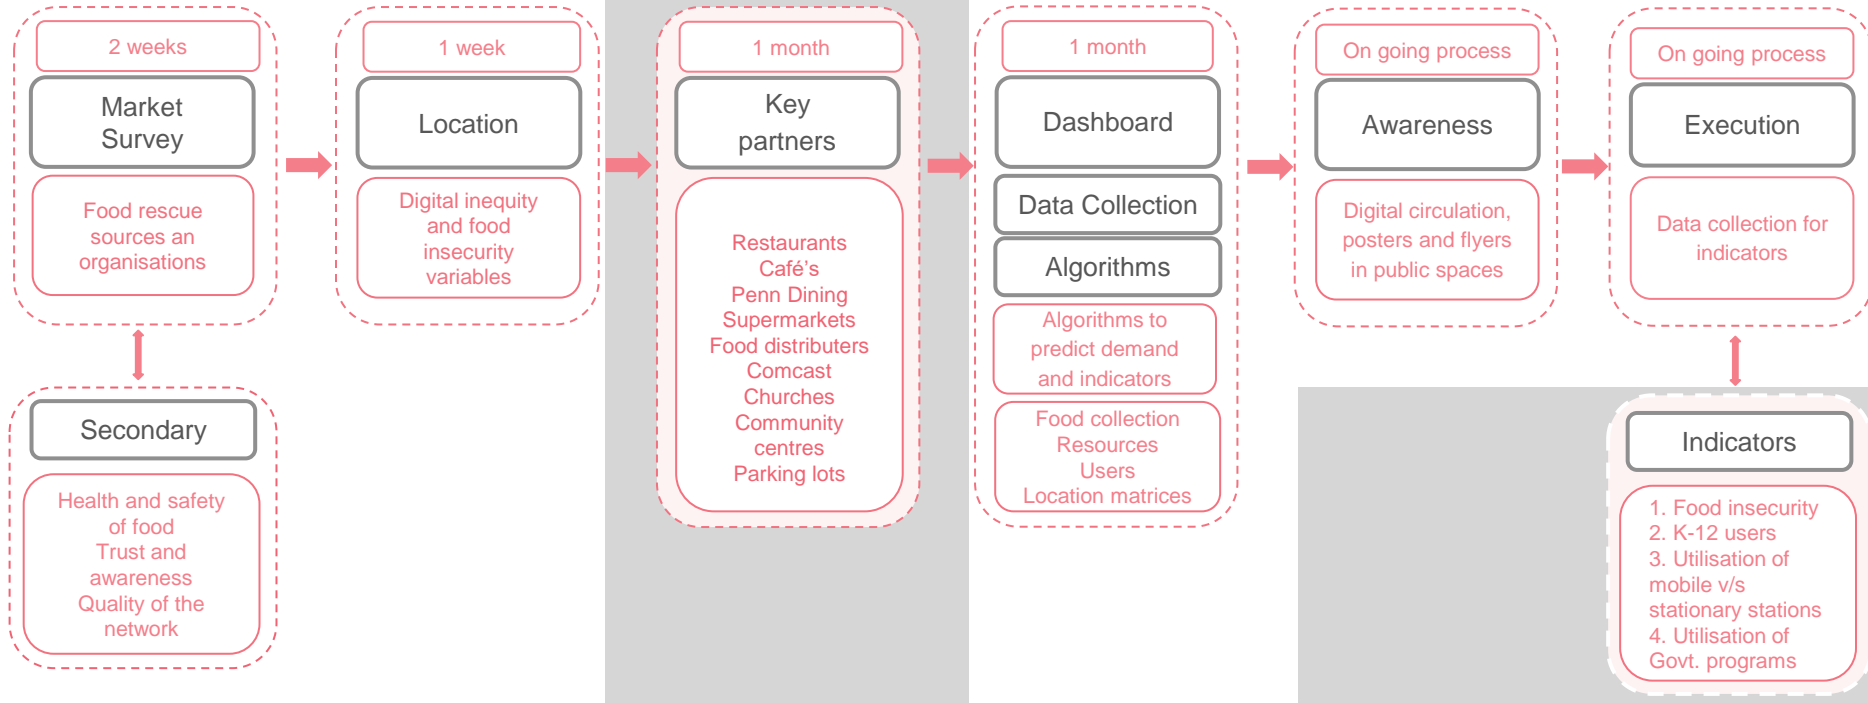 2 weeks
Market
Survey
Food rescue
sources an
organisations
Secondary
Health and safety
of food
Trust and
awareness
Quality of the
network
1 week
Location
Digital inequity
and food
insecurity
variables
1 month
Key
partners
Restaurants
Café’s
Penn Dining
Supermarkets
Food distributers
Comcast
Churches
Community
centres
Parking lots
1 month
Dashboard
Data Collection
Algorithms
Algorithms to
predict demand
and indicators
Food collection
Resources
Users
Location matrices
On going process
Awareness
Digital circulation,
posters and flyers
in public spaces
On going process
Execution
Data collection for
indicators
Indicators
1. Food insecurity
2. K-12 users
3. Utilisation of
mobile v/s
stationary stations
4. Utilisation of
Govt. programs